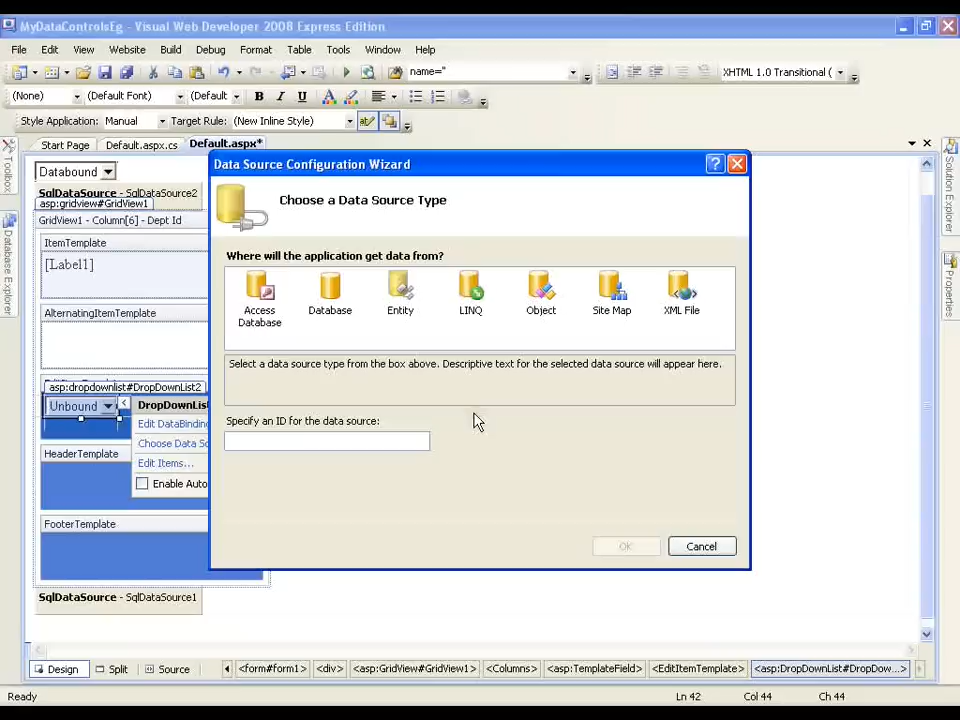 MyDataControlsEg - Visual Web Developer 2008 Express Edition
File Edit View Website Build Debug Format Table Tools Window Help
name="
XHTML 1.0 Transitional (
(None) (Default Font) (Default B I U A
Style Application: Manual Target Rule: (New Inline Style)
Start Page Default.aspx.cs Default.aspx*
Toolbox
Database Explorer
Solution Explorer
Properties
Databound
SqlDataSource - SqlDataSource2
asp:gridview#GridView1
GridView1 - Column[6] - Dept Id
ItemTemplate
[Label1]
AlternatingItemTemplate
asp:dropdownlist#DropDownList2
Unbound
DropDownList
Edit DataBinding
Choose Data So
Edit Items...
Enable Auto
HeaderTemplate
FooterTemplate
SqlDataSource - SqlDataSource1
Data Source Configuration Wizard
Choose a Data Source Type
Where will the application get data from?
Access Database
Database
Entity
LINQ
Object
Site Map
XML File
Select a data source type from the box above. Descriptive text for the selected data source will appear here.
Specify an ID for the data source:
OK
Cancel
Design Split Source
<form#form1> <div> <asp:GridView#GridView1> <Columns> <asp:TemplateField> <EditItemTemplate> <asp:DropDownList#DropDow...>
Ready Ln 42 Col 44 Ch 44